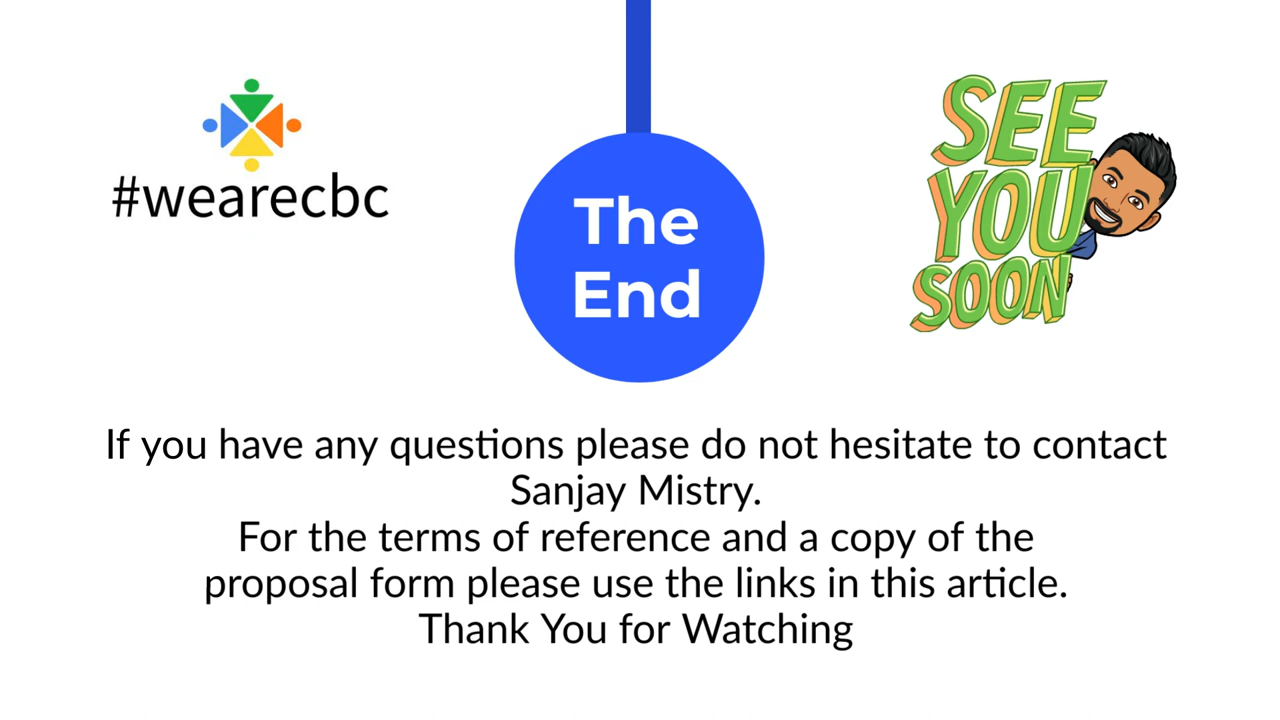 #wearecbc
The
End
SEE
YOU
SOON
If you have any questions please do not hesitate to contact
Sanjay Mistry.
For the terms of reference and a copy of the
proposal form please use the links in this article.
Thank You for Watching